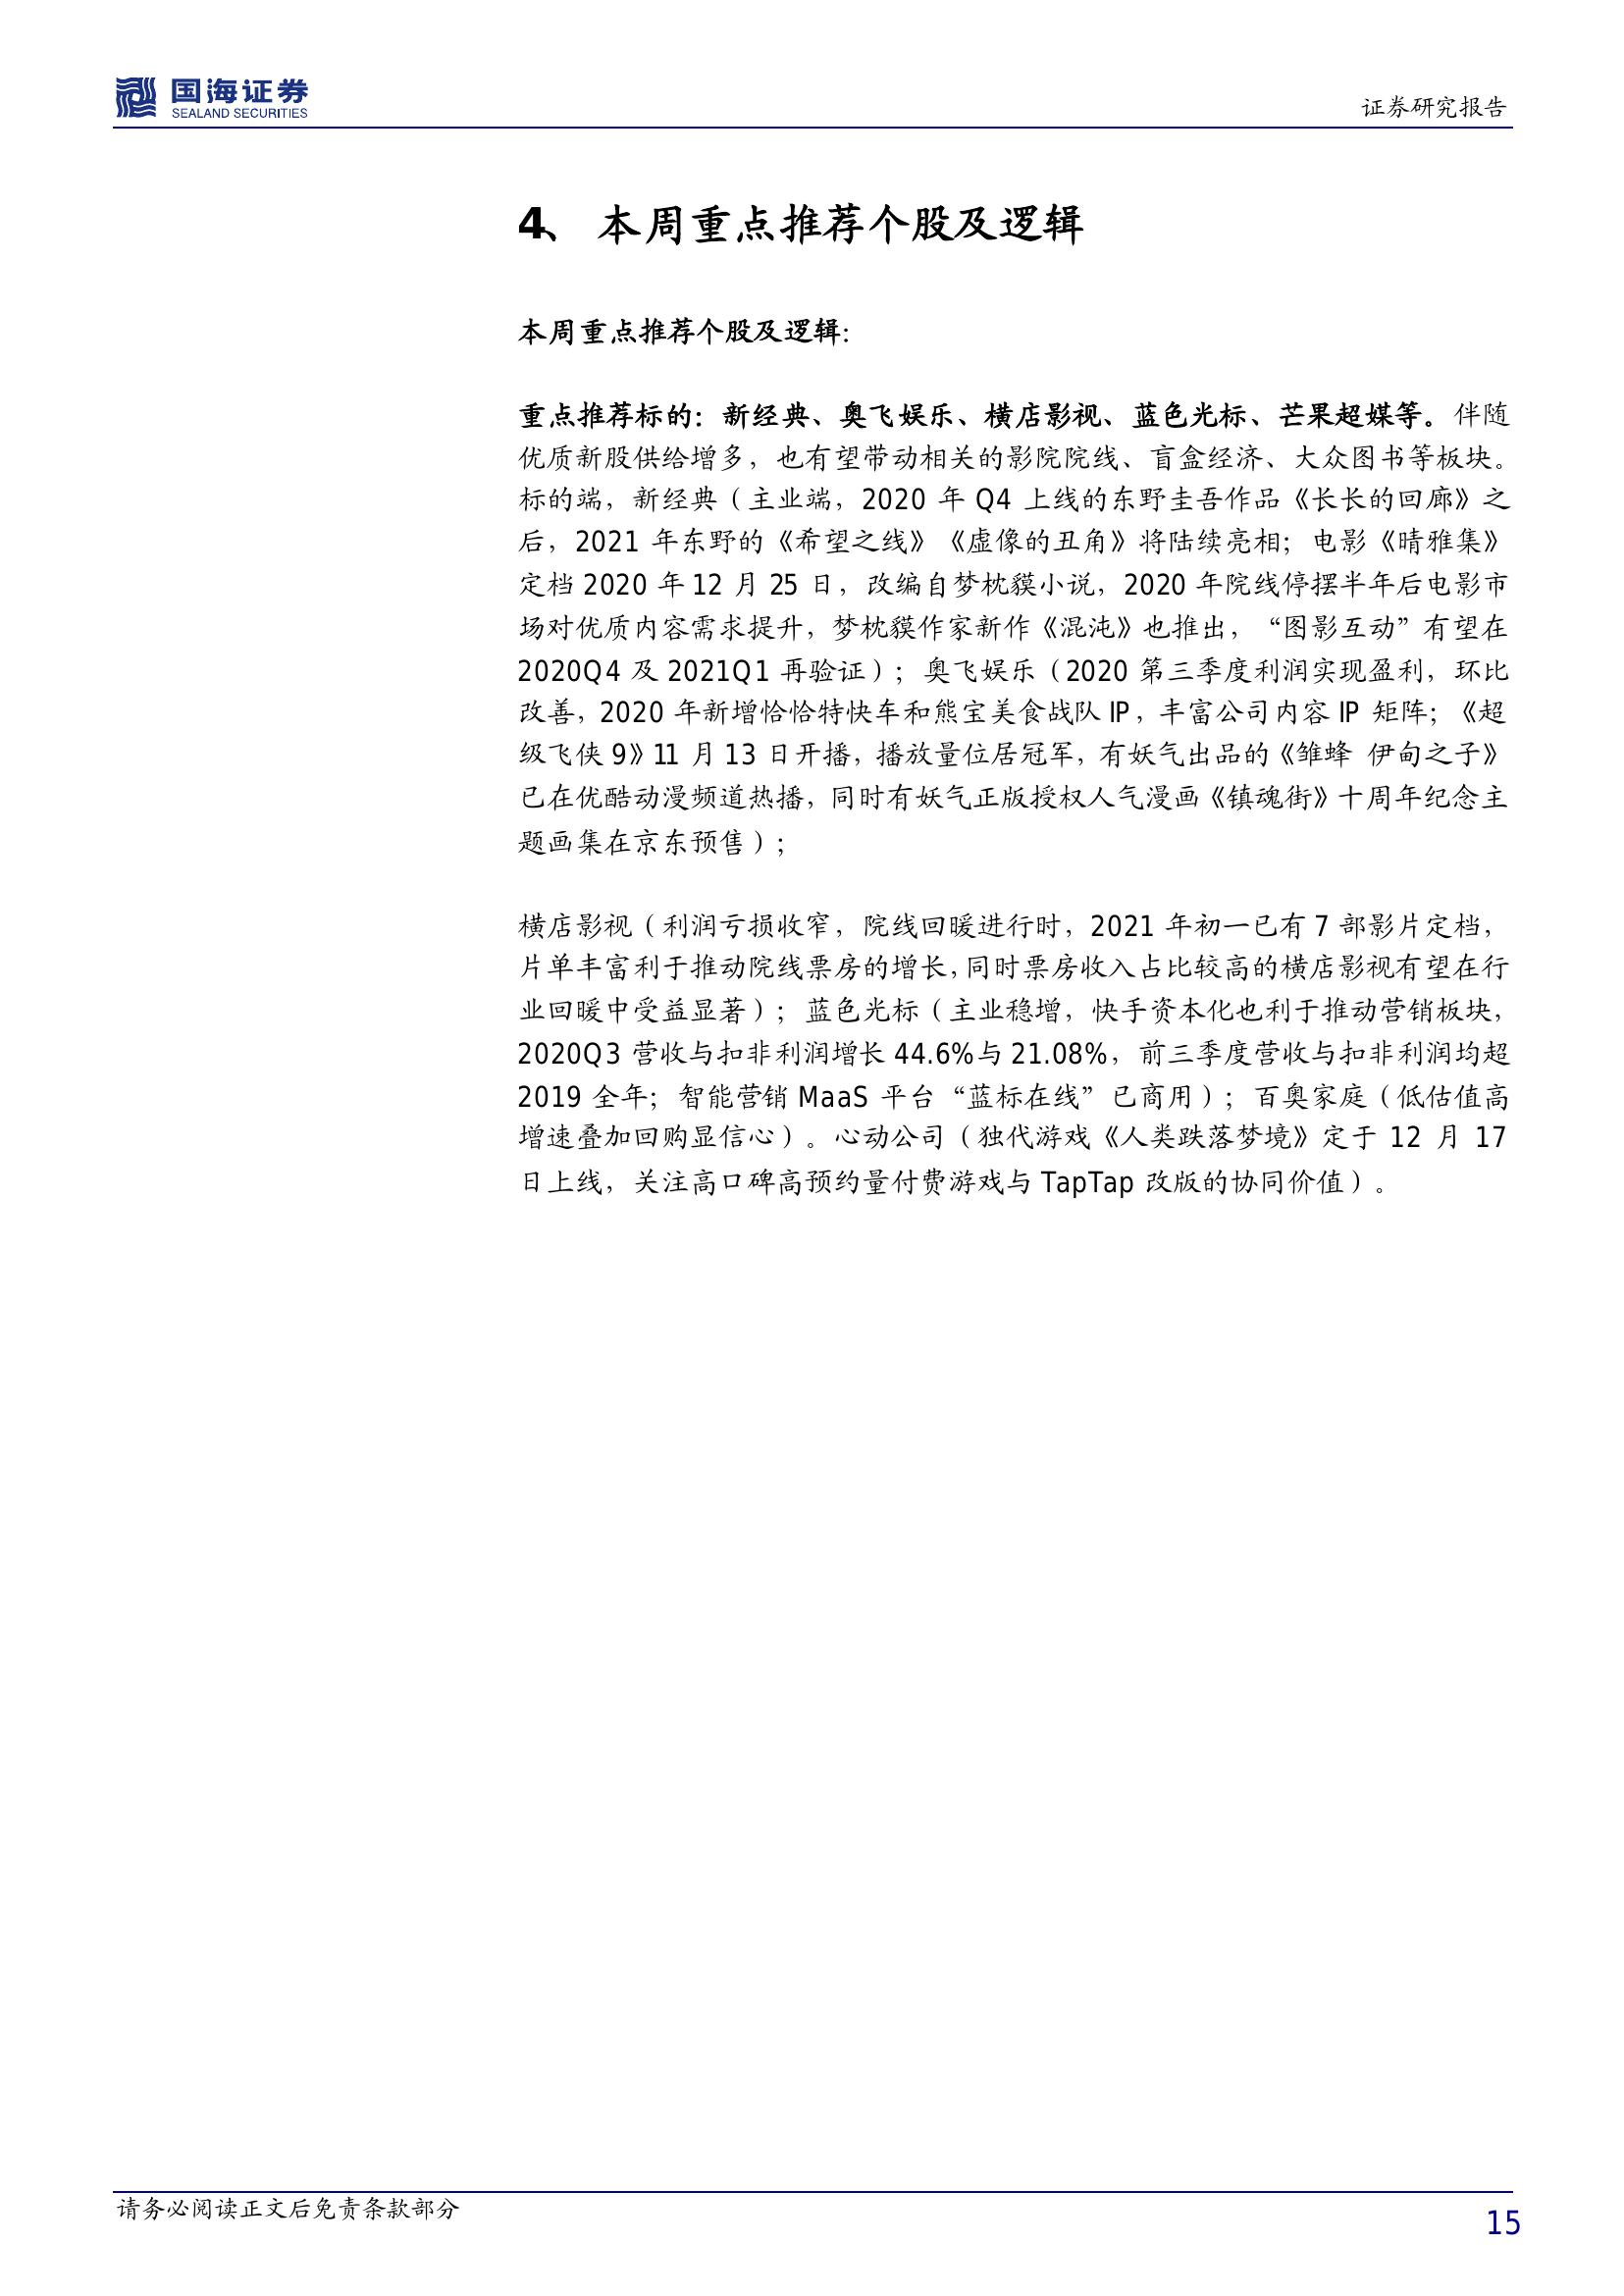 国海证券
SEALAND SECURITIES
证券研究报告
4、 本周重点推荐个股及逻辑
本周重点推荐个股及逻辑：
重点推荐标的：新经典、奥飞娱乐、横店影视、蓝色光标、芒果超媒等。伴随
优质新股供给增多，也有望带动相关的影院院线、盲盒经济、大众图书等板块。
标的端，新经典（主业端，2020 年 Q4 上线的东野圭吾作品《长长的回廊》之
后，2021 年东野的《希望之线》《虚像的丑角》将陆续亮相；电影《晴雅集》
定档 2020 年 12 月 25 日，改编自梦枕貘小说，2020 年院线停摆半年后电影市
场对优质内容需求提升，梦枕貘作家新作《混沌》也推出，“图影互动”有望在
2020Q4 及 2021Q1 再验证）；奥飞娱乐（2020 第三季度利润实现盈利，环比
改善，2020 年新增恰恰特快车和熊宝美食战队 IP，丰富公司内容 IP 矩阵；《超
级飞侠 9》11 月 13 日开播，播放量位居冠军，有妖气出品的《雏蜂 伊甸之子》
已在优酷动漫频道热播，同时有妖气正版授权人气漫画《镇魂街》十周年纪念主
题画集在京东预售）；
横店影视（利润亏损收窄，院线回暖进行时，2021 年初一已有 7 部影片定档，
片单丰富利于推动院线票房的增长，同时票房收入占比较高的横店影视有望在行
业回暖中受益显著）；蓝色光标（主业稳增，快手资本化也利于推动营销板块，
2020Q3 营收与扣非利润增长 44.6%与 21.08%，前三季度营收与扣非利润均超
2019 全年；智能营销 MaaS 平台“蓝标在线”已商用）；百奥家庭（低估值高
增速叠加回购显信心）。心动公司（独代游戏《人类跌落梦境》定于 12 月 17
日上线，关注高口碑高预约量付费游戏与 TapTap 改版的协同价值）。
请务必阅读正文后免责条款部分
15